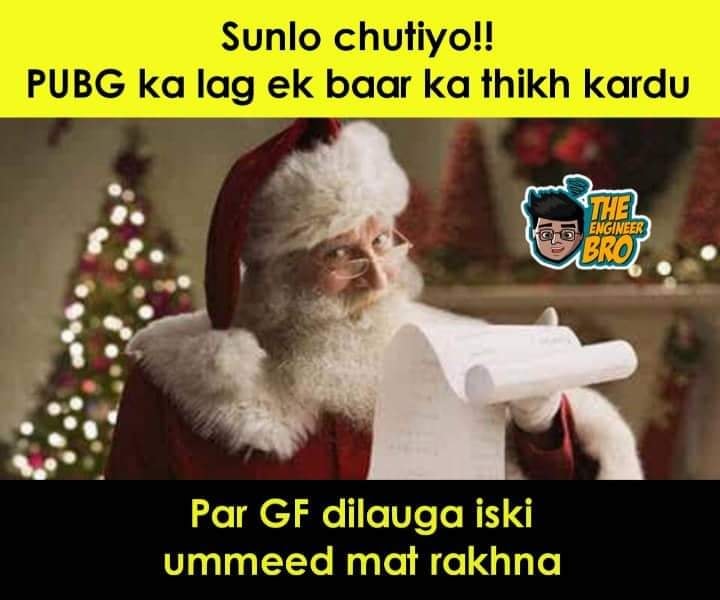 Sunlo chutiyo!!
PUBG ka lag ek baar ka thikh kardu
THE
ENGINEER
BRO
Par GF dilauga iski
ummeed mat rakhna